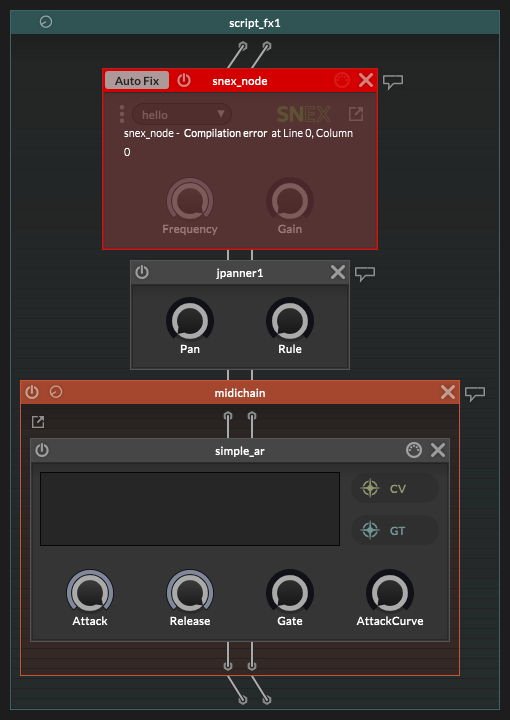 script_fx1
Auto Fix snex_node
hello SNEX
snex_node - Compilation error at Line 0, Column
0
Frequency Gain
jpanner1
Pan Rule
midichain
simple_ar
CV
GT
Attack Release Gate AttackCurve